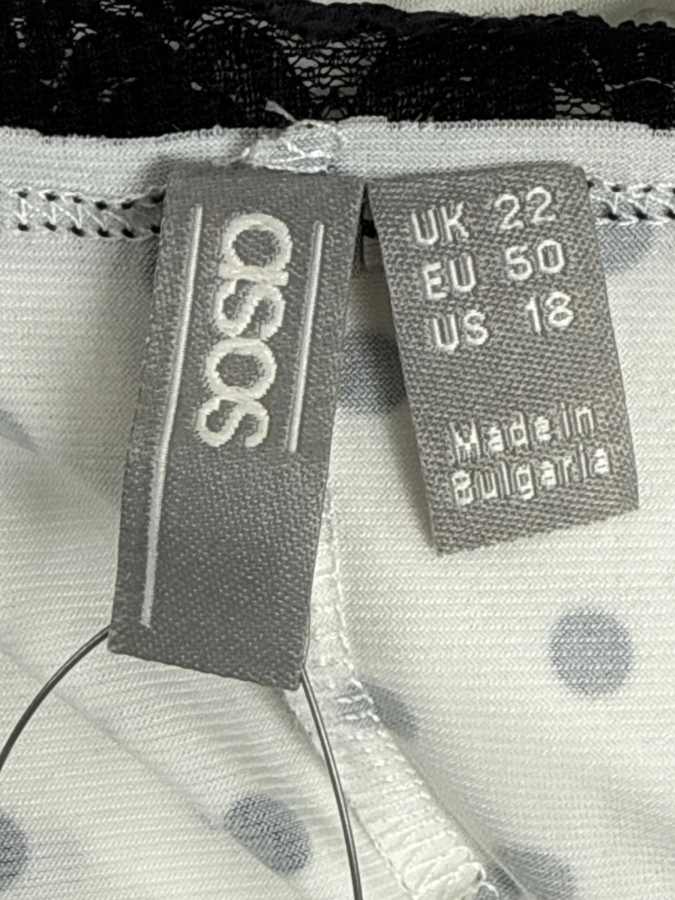 asos
UK 22
EU 50
US 18
Made in
Bulgaria